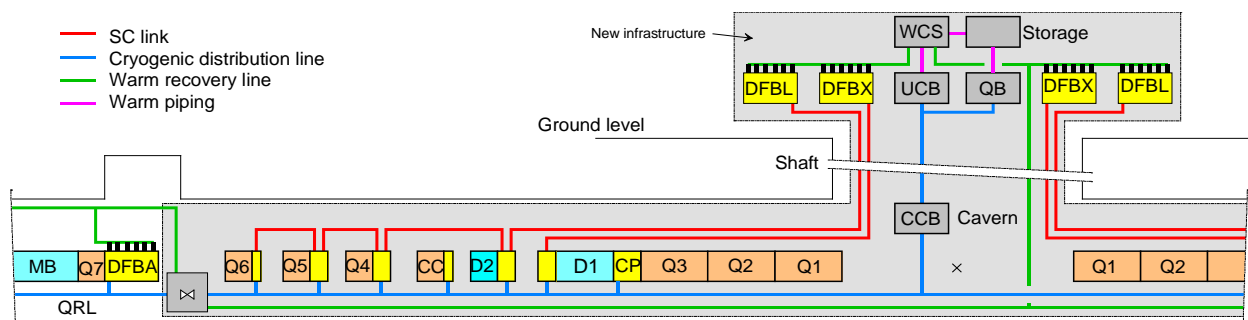 SC link
Cryogenic distribution line
Warm recovery line
Warm piping
New infrastructure
WCS
Storage
DFBL
DFBX
UCB
QB
DFBX
DFBL
Ground level
Shaft
CCB
Cavern
MB
Q7
DFBA
Q6
Q5
Q4
CC
D2
D1
CP
Q3
Q2
Q1
Q1
Q2
QRL